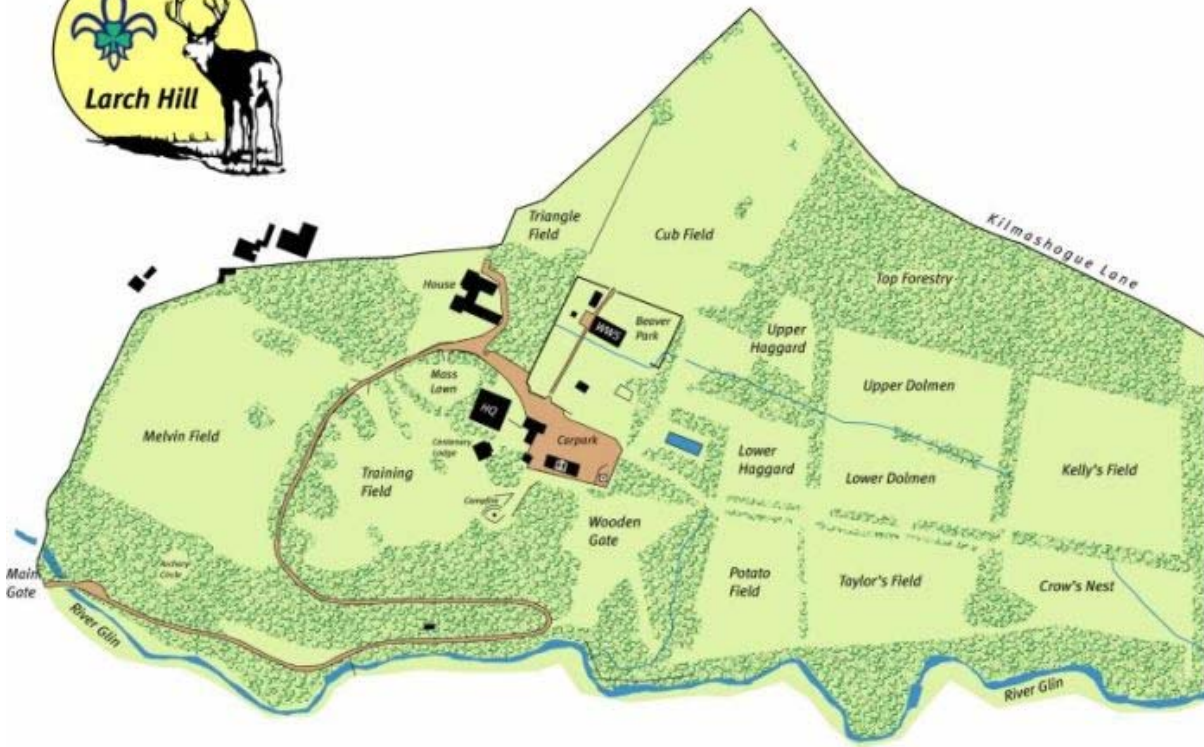 Larch Hill
Kilmashogue Lane
Triangle
Field
Cub Field
Top Forestry
House
WWS
Beaver
Park
Upper
Haggard
Mass
Lawn
Upper Dolmen
HQ
Melvin Field
Centenary
Lodge
Carpark
Lower
Haggard
Kelly's Field
Training
Field
Lower Dolmen
Campfire
Wooden
Gate
Archery
Circle
Main
Gate
Potato
Field
Taylor's Field
Crow's Nest
River Glin
River Glin